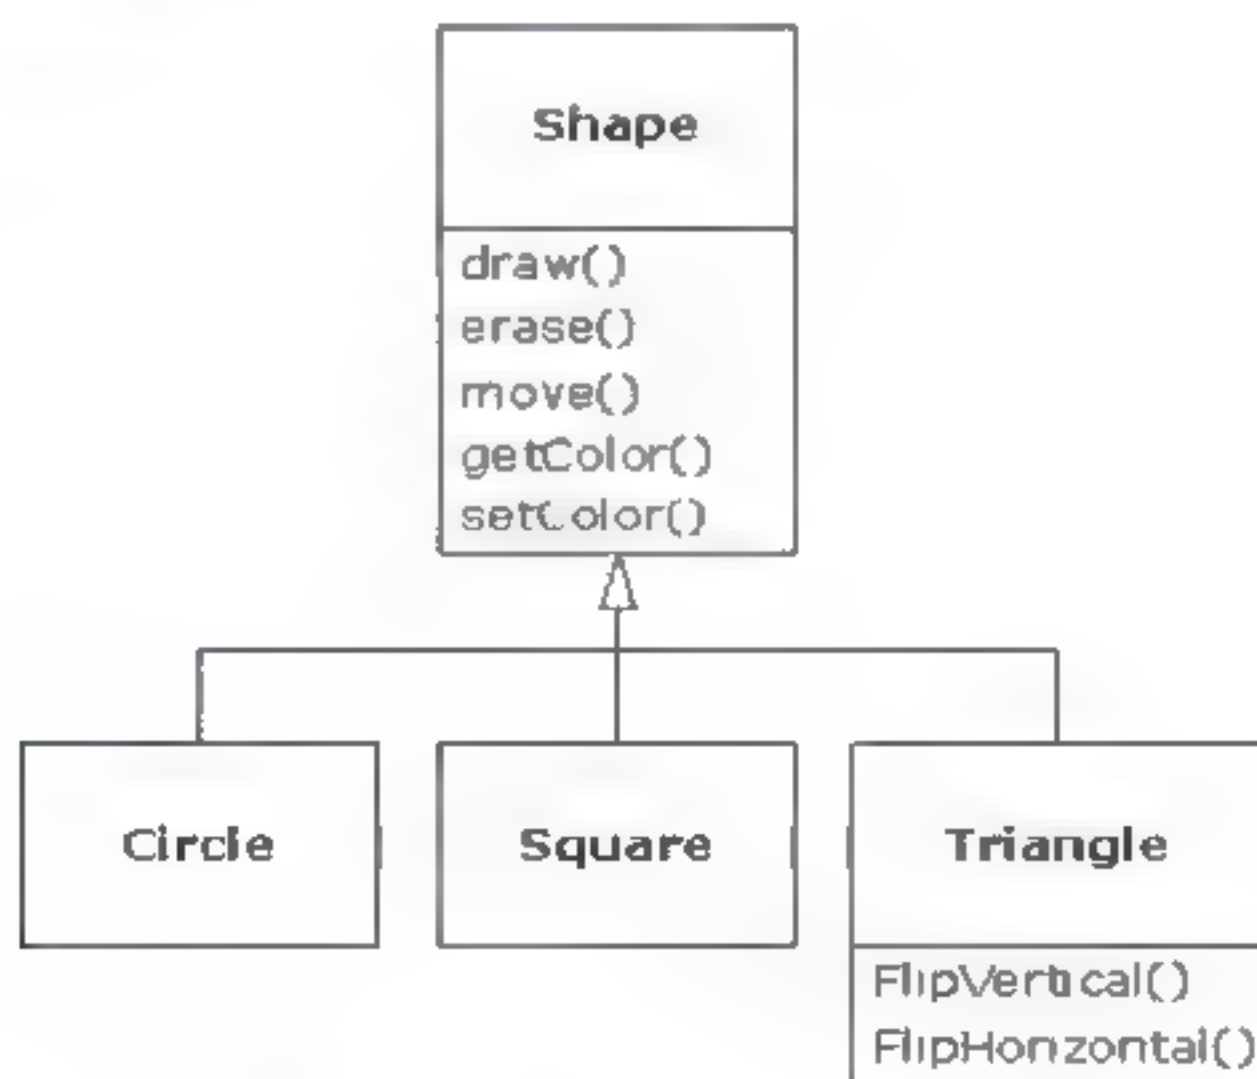 Shape
draw()
erase()
move()
getColor()
setColor()
Circle
Square
Triangle
FlipVertical()
FlipHorizontal()